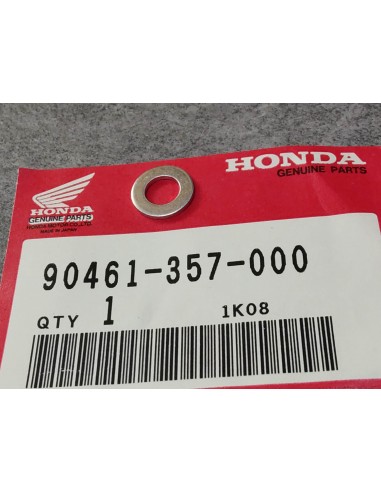 HONDA
GENUINE PARTS
HONDA
GENUINE PARTS
HONDA MOTOR CO.,LTD.
MADE IN JAPAN
90461-357-000
QTY 1 1K08